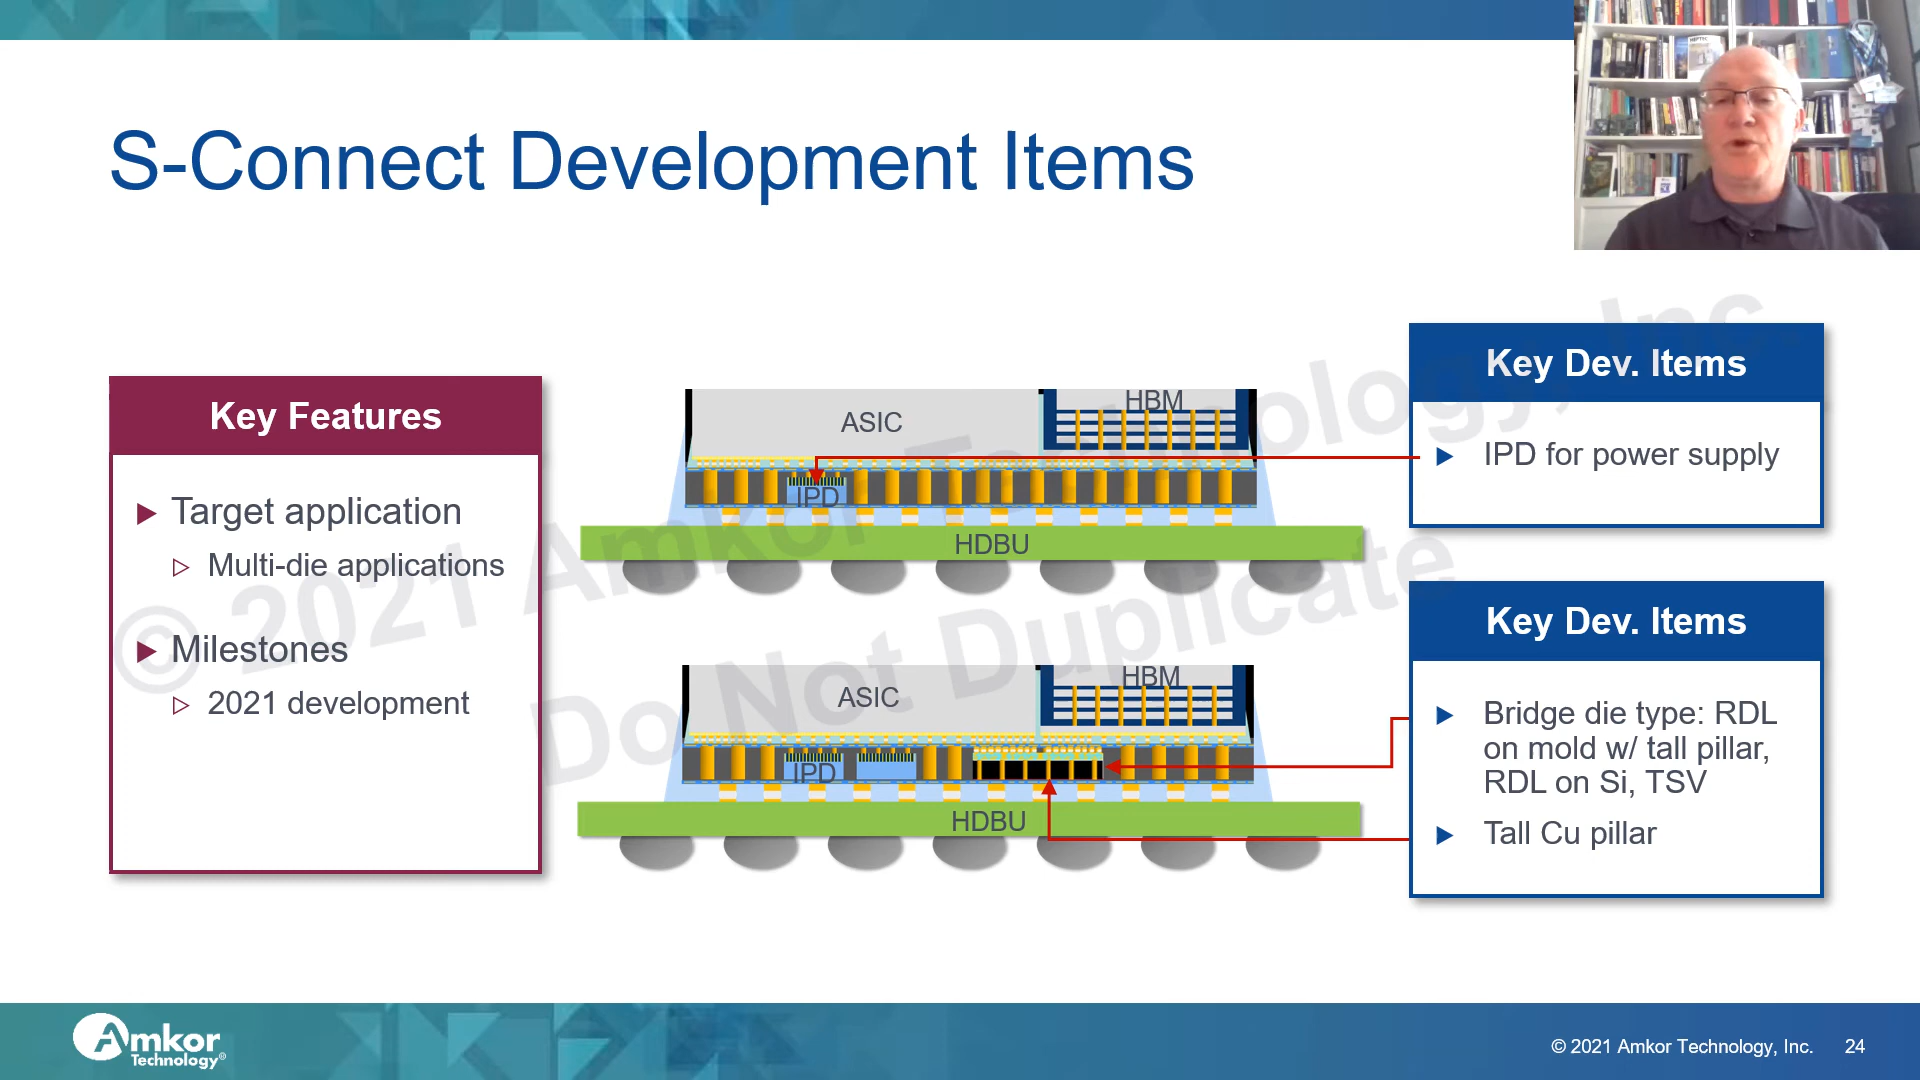 S-Connect Development Items
Key Features
Target application
Multi-die applications
Milestones
2021 development
ASIC
HBM
IPD
HDBU
ASIC
HBM
IPD
HDBU
Key Dev. Items
IPD for power supply
Key Dev. Items
Bridge die type: RDL
on mold w/ tall pillar,
RDL on Si, TSV
Tall Cu pillar
© 2021 Amkor Technology, Inc.
Do Not Duplicate
Amkor
Technology®
© 2021 Amkor Technology, Inc.
24